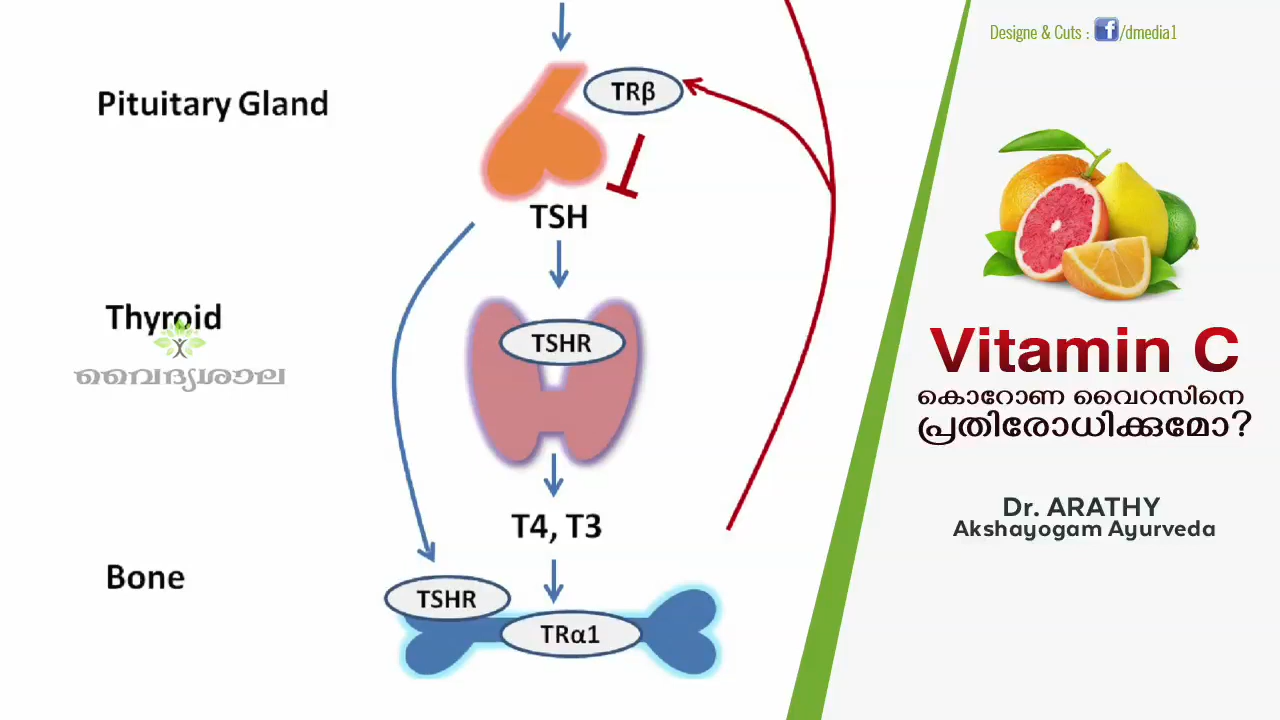 Pituitary Gland
TRβ
TSH
Thyroid
വൈദ്യശാല
TSHR
T4, T3
Bone
TSHR
TRα1
Designe & Cuts : f/dmedia1
Vitamin C
കൊറോണ വൈറസിനെ
പ്രതിരോധിക്കുമോ?
Dr. ARATHY
Akshayogam Ayurveda